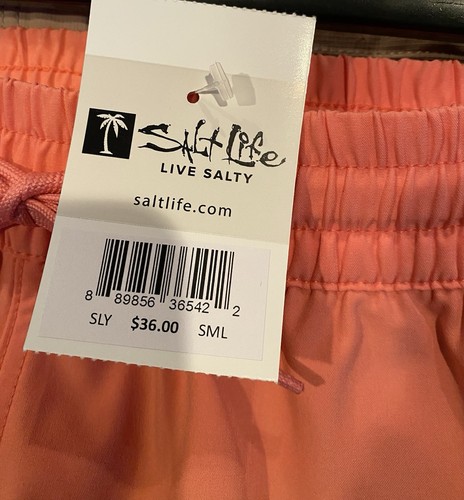 Salt Life
LIVE SALTY
saltlife.com
8 89856 36542 2
SLY $36.00 SML